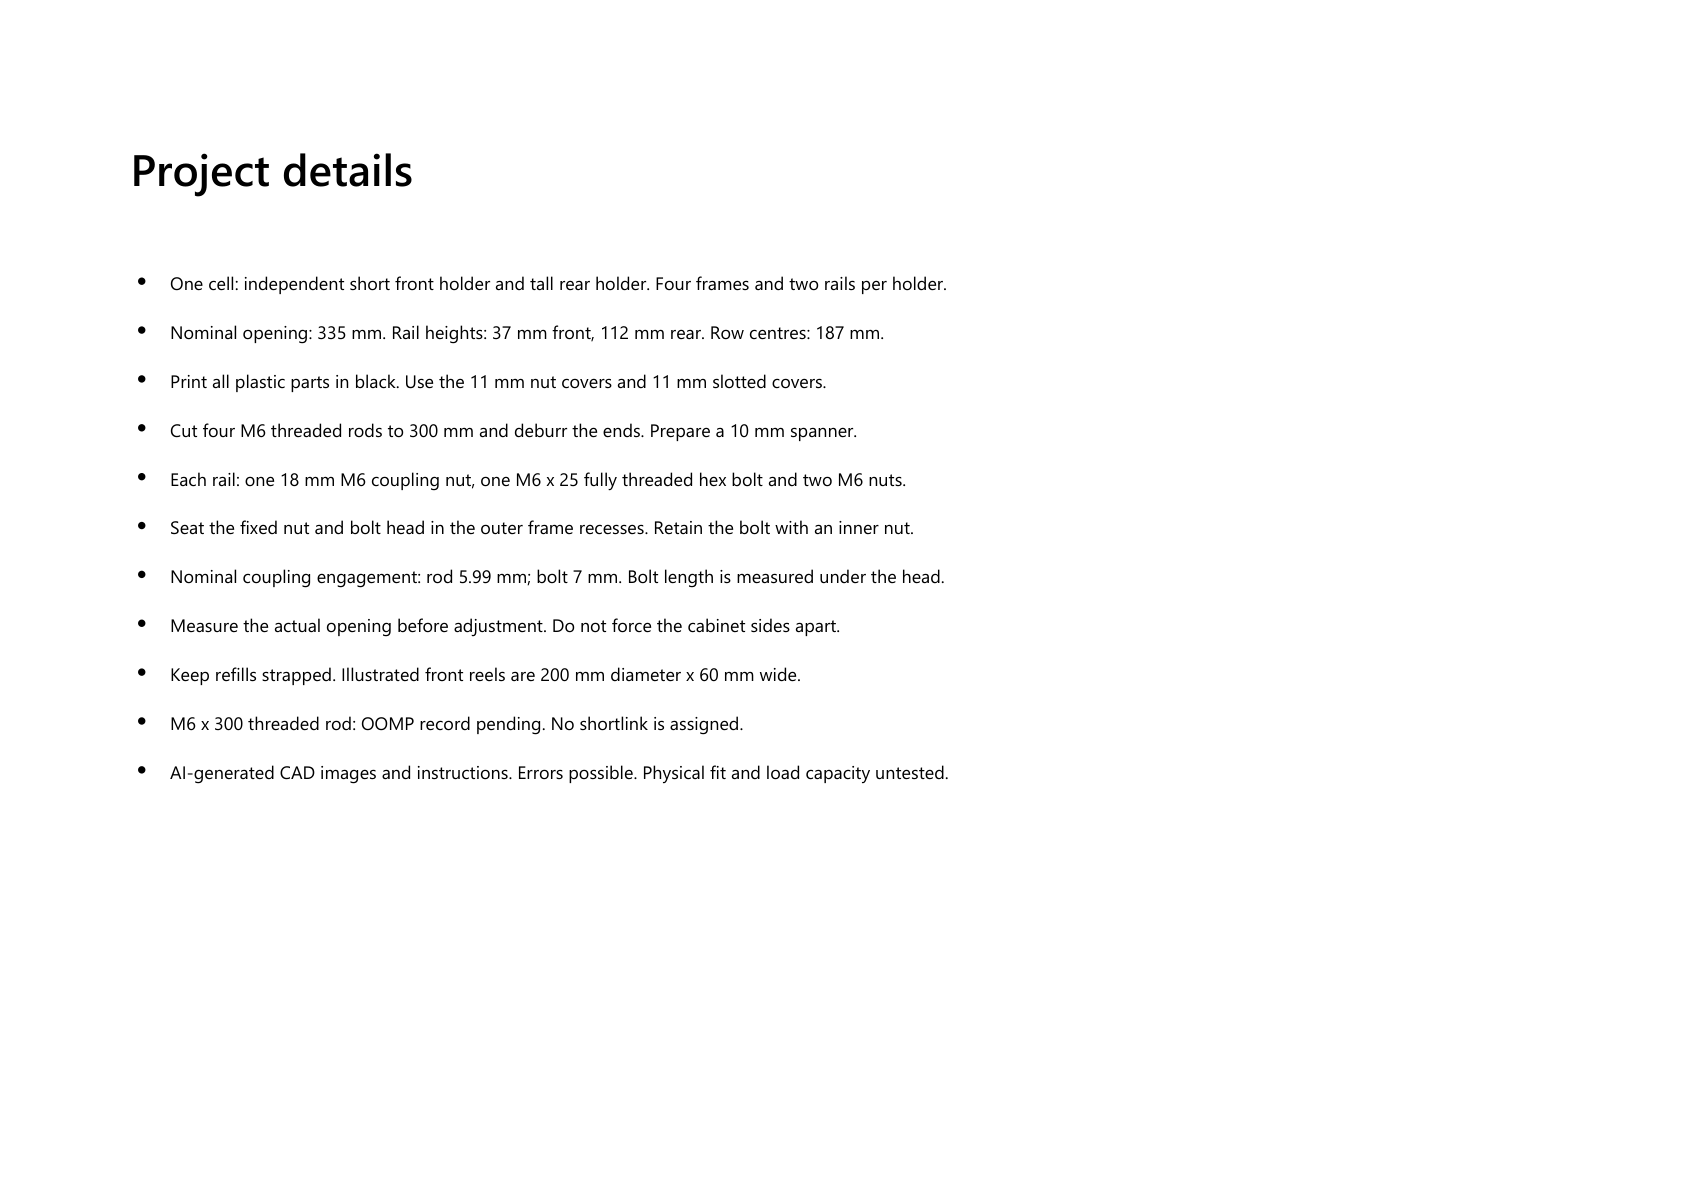 Project details
• One cell: independent short front holder and tall rear holder. Four frames and two rails per holder.
• Nominal opening: 335 mm. Rail heights: 37 mm front, 112 mm rear. Row centres: 187 mm.
• Print all plastic parts in black. Use the 11 mm nut covers and 11 mm slotted covers.
• Cut four M6 threaded rods to 300 mm and deburr the ends. Prepare a 10 mm spanner.
• Each rail: one 18 mm M6 coupling nut, one M6 x 25 fully threaded hex bolt and two M6 nuts.
• Seat the fixed nut and bolt head in the outer frame recesses. Retain the bolt with an inner nut.
• Nominal coupling engagement: rod 5.99 mm; bolt 7 mm. Bolt length is measured under the head.
• Measure the actual opening before adjustment. Do not force the cabinet sides apart.
• Keep refills strapped. Illustrated front reels are 200 mm diameter x 60 mm wide.
• M6 x 300 threaded rod: OOMP record pending. No shortlink is assigned.
• AI-generated CAD images and instructions. Errors possible. Physical fit and load capacity untested.